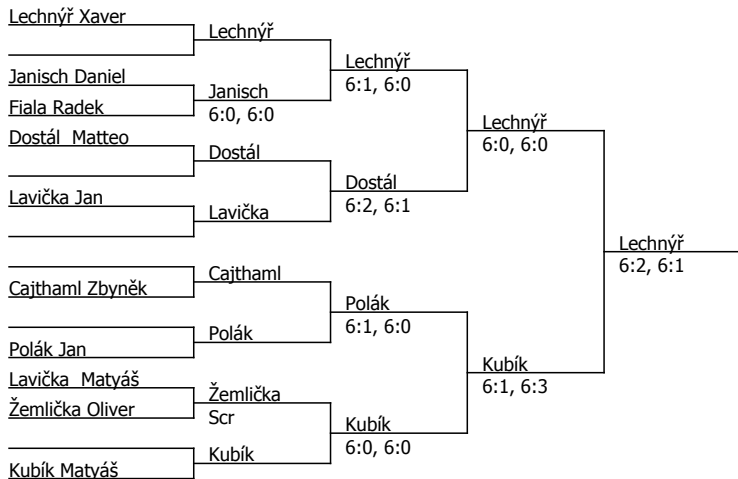 Lechnýř Xaver
Lechnýř
Lechnýř
6:1, 6:0
Janisch Daniel
Janisch
6:0, 6:0
Fiala Radek
Lechnýř
6:0, 6:0
Dostál  Matteo
Dostál
Dostál
6:2, 6:1
Lavička Jan
Lavička
Lechnýř
6:2, 6:1
Cajthaml
Cajthaml Zbyněk
Polák
6:1, 6:0
Polák
Polák Jan
Kubík
6:1, 6:3
Lavička  Matyáš
Žemlička
Scr
Žemlička Oliver
Kubík
6:0, 6:0
Kubík
Kubík Matyáš